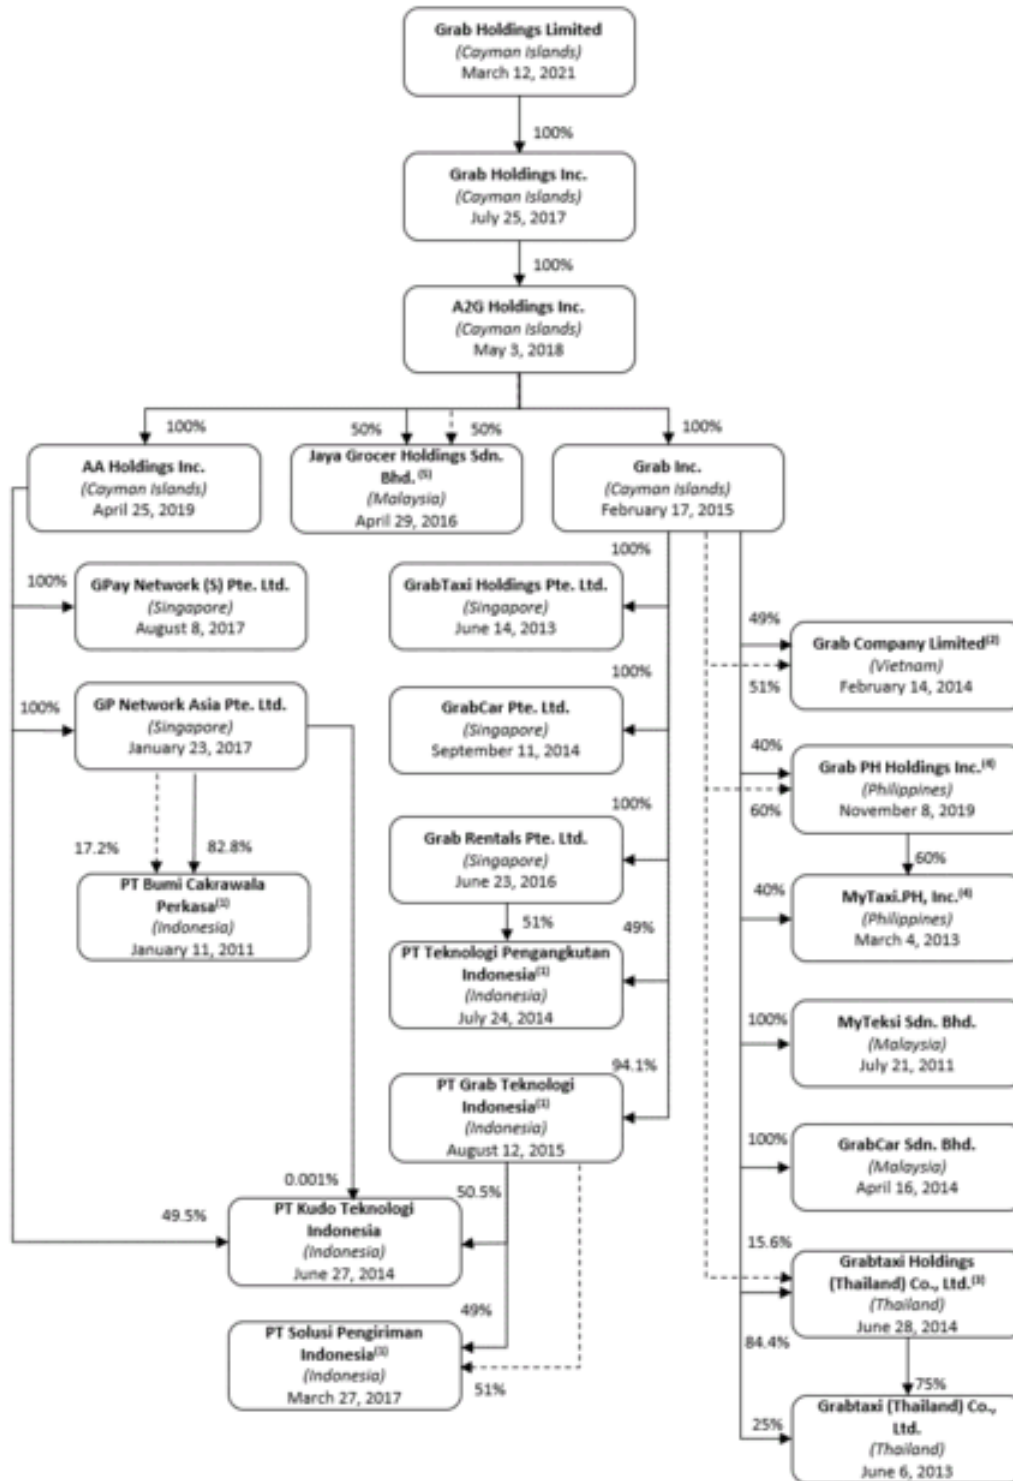 Grab Holdings Limited
(Cayman Islands)
March 12, 2021
100%
Grab Holdings Inc.
(Cayman Islands)
July 25, 2017
100%
A2G Holdings Inc.
(Cayman Islands)
May 3, 2018
100%
50%
50%
100%
AA Holdings Inc.
(Cayman Islands)
April 25, 2019
Jaya Grocer Holdings Sdn.
Bhd. (5)
(Malaysia)
April 29, 2016
Grab Inc.
(Cayman Islands)
February 17, 2015
100%
GPay Network (S) Pte. Ltd.
(Singapore)
August 8, 2017
100%
GP Network Asia Pte. Ltd.
(Singapore)
January 23, 2017
17.2%
82.8%
PT Bumi Cakrawala
Perkasa(1)
(Indonesia)
January 11, 2011
100%
GrabTaxi Holdings Pte. Ltd.
(Singapore)
June 14, 2013
100%
GrabCar Pte. Ltd.
(Singapore)
September 11, 2014
100%
Grab Rentals Pte. Ltd.
(Singapore)
June 23, 2016
51%
49%
PT Teknologi Pengangkutan
Indonesia(1)
(Indonesia)
July 24, 2014
94.1%
PT Grab Teknologi
Indonesia(1)
(Indonesia)
August 12, 2015
0.001%
50.5%
49.5%
PT Kudo Teknologi
Indonesia
(Indonesia)
June 27, 2014
49%
PT Solusi Pengiriman
Indonesia(1)
(Indonesia)
March 27, 2017
51%
49%
51%
Grab Company Limited(2)
(Vietnam)
February 14, 2014
40%
60%
Grab PH Holdings Inc.(4)
(Philippines)
November 8, 2019
60%
40%
MyTaxi.PH, Inc.(4)
(Philippines)
March 4, 2013
100%
MyTeksi Sdn. Bhd.
(Malaysia)
July 21, 2011
100%
GrabCar Sdn. Bhd.
(Malaysia)
April 16, 2014
15.6%
84.4%
Grabtaxi Holdings
(Thailand) Co., Ltd.(3)
(Thailand)
June 28, 2014
75%
25%
Grabtaxi (Thailand) Co.,
Ltd.
(Thailand)
June 6, 2013